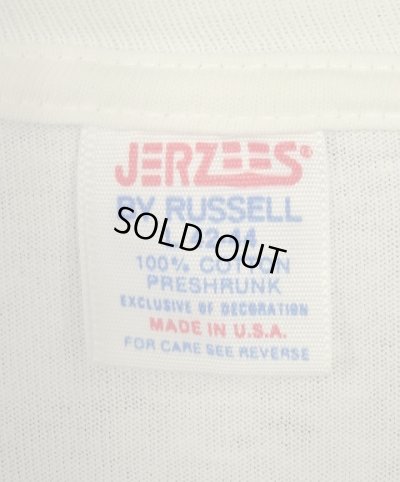 JERZEES®
BY RUSSELL
SOLD OUT
100% COTTON
PRESHRUNK
EXCLUSIVE OF DECORATION
MADE IN U.S.A.
FOR CARE SEE REVERSE